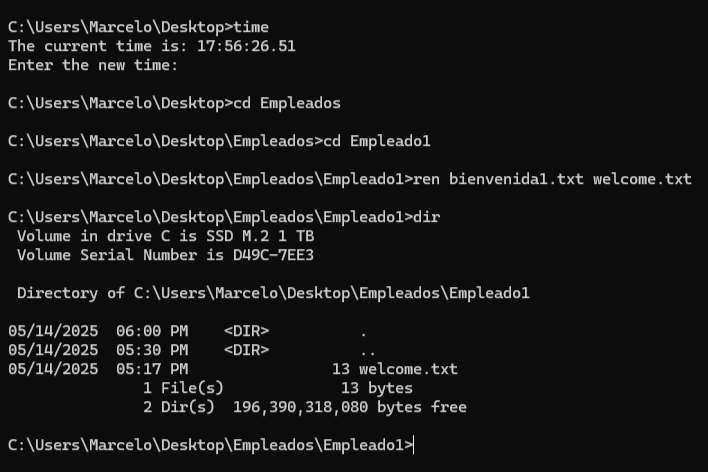 C:\Users\Marcelo\Desktop>time
The current time is: 17:56:26.51
Enter the new time:
C:\Users\Marcelo\Desktop>cd Empleados
C:\Users\Marcelo\Desktop\Empleados>cd Empleado1
C:\Users\Marcelo\Desktop\Empleados\Empleado1>ren bienvenida1.txt welcome.txt
C:\Users\Marcelo\Desktop\Empleados\Empleado1>dir
 Volume in drive C is SSD M.2 1 TB
 Volume Serial Number is D49C-7EE3
 Directory of C:\Users\Marcelo\Desktop\Empleados\Empleado1
05/14/2025  06:00 PM    <DIR>          .
05/14/2025  05:30 PM    <DIR>          ..
05/14/2025  05:17 PM                13 welcome.txt
               1 File(s)             13 bytes
               2 Dir(s)  196,390,318,080 bytes free
C:\Users\Marcelo\Desktop\Empleados\Empleado1>